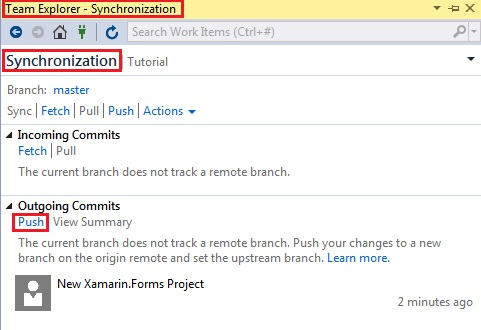 Team Explorer - Synchronization
Search Work Items (Ctrl+#)
Synchronization | Tutorial
Branch: master
Sync | Fetch | Pull | Push | Actions
Incoming Commits
Fetch | Pull
The current branch does not track a remote branch.
Outgoing Commits
Push View Summary
The current branch does not track a remote branch. Push your changes to a new
branch on the origin remote and set the upstream branch. Learn more.
New Xamarin.Forms Project
2 minutes ago